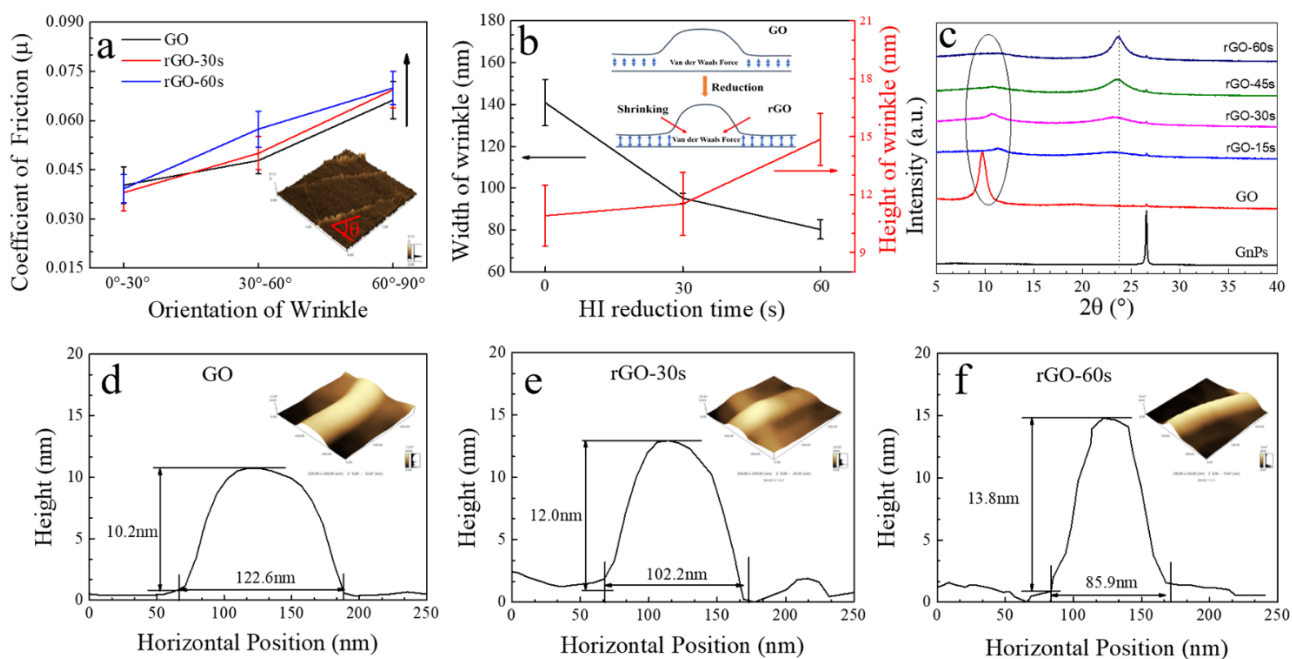 a
GO
rGO-30s
rGO-60s
θ
Coefficient of Friction (μ)
0.090
0.075
0.060
0.045
0.030
0.015
0°-30°
30°-60°
60°-90°
Orientation of Wrinkle
b
GO
Van der Waals Force
Reduction
Shrinking
rGO
Van der Waals Force
Width of wrinkle (nm)
180
160
140
120
100
80
60
0
30
60
HI reduction time (s)
21
18
15
12
9
Height of wrinkle (nm)
c
rGO-60s
rGO-45s
rGO-30s
rGO-15s
GO
GnPs
Intensity (a.u.)
5
10
15
20
25
30
35
40
2θ (°)
d
GO
10.2nm
122.6nm
Height (nm)
20
15
10
5
0
0
50
100
150
200
250
Horizontal Position (nm)
e
rGO-30s
12.0nm
102.2nm
Height (nm)
20
15
10
5
0
0
50
100
150
200
250
Horizontal Position (nm)
f
rGO-60s
13.8nm
85.9nm
Height (nm)
20
15
10
5
0
0
50
100
150
200
250
Horizontal Position (nm)